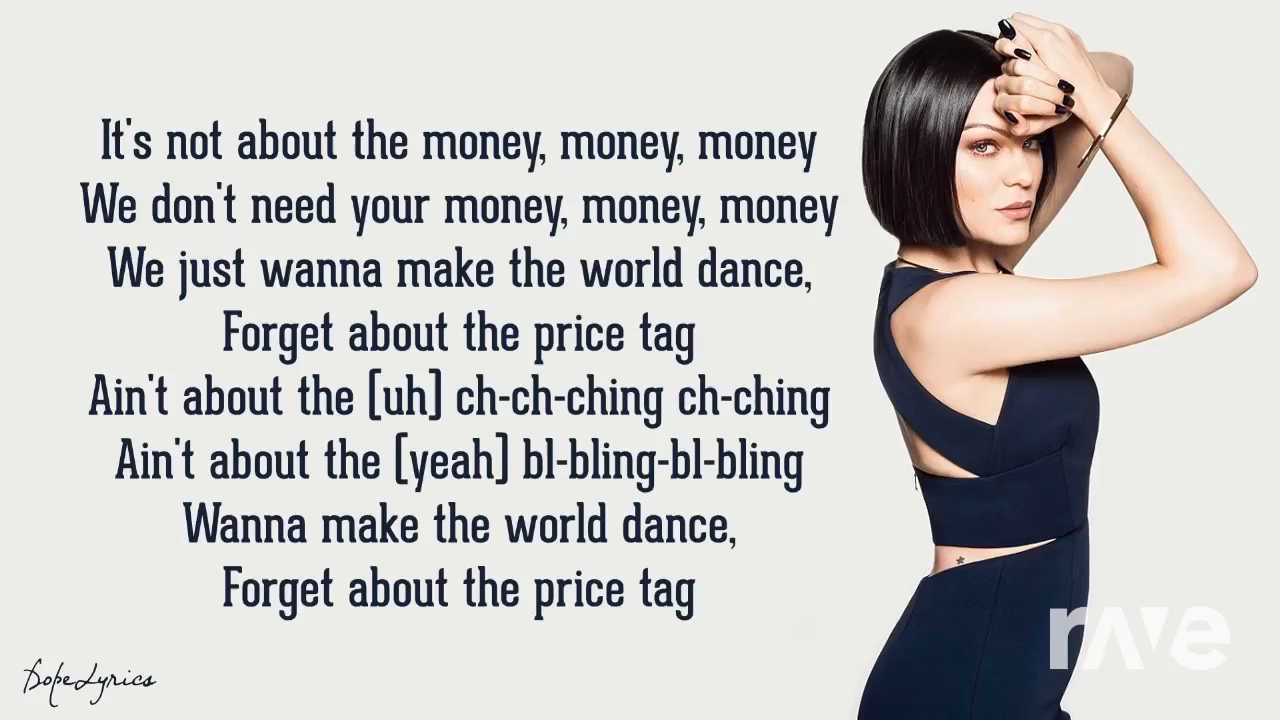 It's not about the money, money, money
We don't need your money, money, money
We just wanna make the world dance,
Forget about the price tag
Ain't about the [uh] ch-ch-ching ch-ching
Ain't about the [yeah] bl-bling-bl-bling
Wanna make the world dance,
Forget about the price tag
DopeLyrics
rave